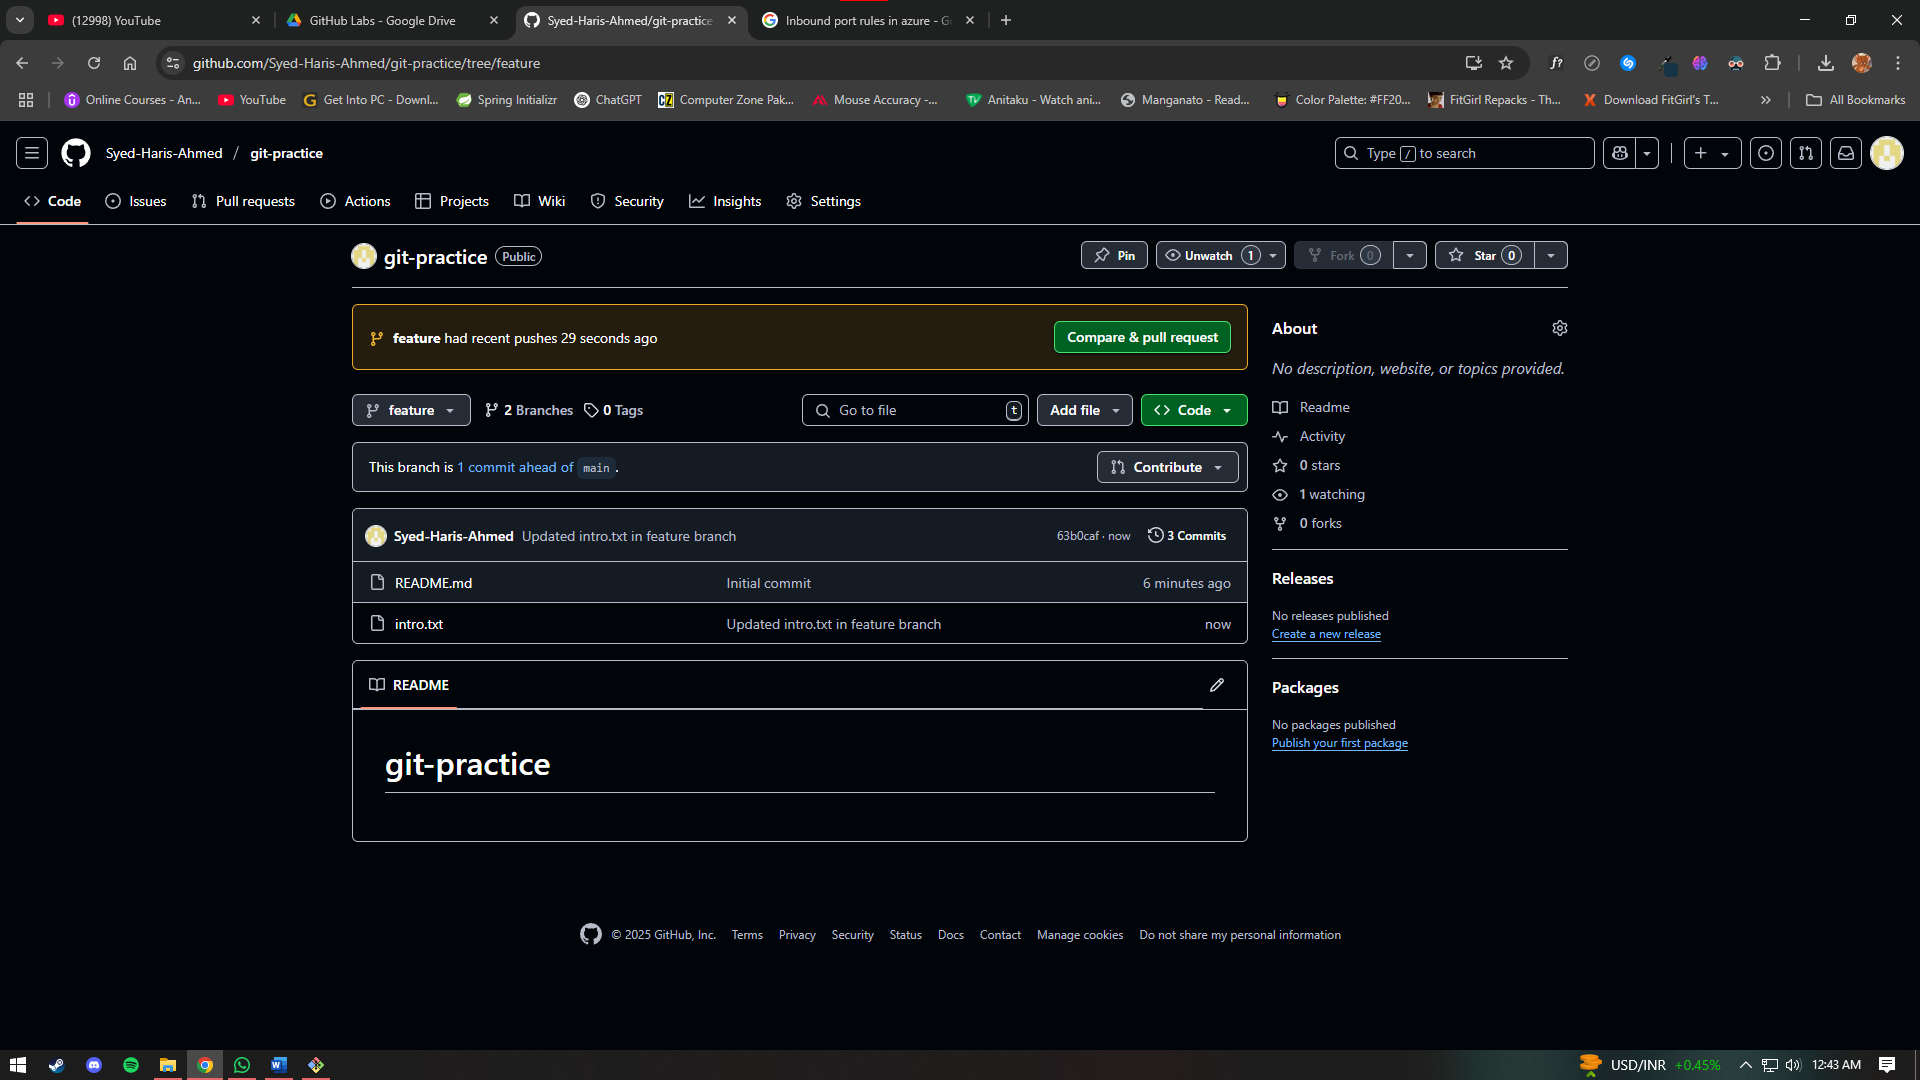 (12998) YouTube
GitHub Labs - Google Drive
Syed-Haris-Ahmed/git-practice
Inbound port rules in azure - G
github.com/Syed-Haris-Ahmed/git-practice/tree/feature
Online Courses - An...
YouTube
Get Into PC - Downl...
Spring Initializr
ChatGPT
Computer Zone Pak...
Mouse Accuracy -...
Anitaku - Watch ani...
Manganato - Read...
Color Palette: #FF20...
FitGirl Repacks - Th...
Download FitGirl's T...
All Bookmarks
Syed-Haris-Ahmed / git-practice
Type / to search
Code
Issues
Pull requests
Actions
Projects
Wiki
Security
Insights
Settings
git-practice Public
Pin
Unwatch 1
Fork 0
Star 0
feature had recent pushes 29 seconds ago
Compare & pull request
feature
2 Branches
0 Tags
Go to file t
Add file
Code
This branch is 1 commit ahead of main .
Contribute
Syed-Haris-Ahmed Updated intro.txt in feature branch
63b0caf · now
3 Commits
README.md Initial commit 6 minutes ago
intro.txt Updated intro.txt in feature branch now
README
git-practice
About
No description, website, or topics provided.
Readme
Activity
0 stars
1 watching
0 forks
Releases
No releases published
Create a new release
Packages
No packages published
Publish your first package
© 2025 GitHub, Inc. Terms Privacy Security Status Docs Contact Manage cookies Do not share my personal information
USD/INR +0.45%
12:43 AM